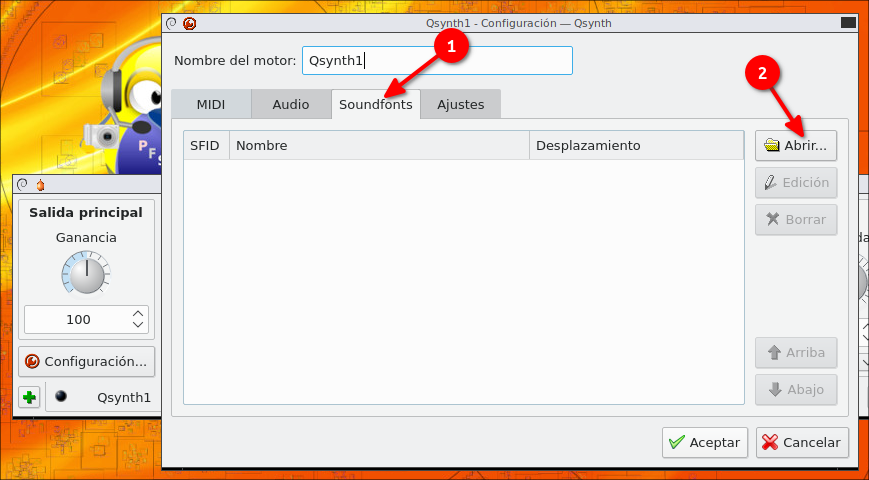 Qsynth1 - Configuración — Qsynth
1
Nombre del motor: Qsynth1
2
MIDI Audio Soundfonts Ajustes
SFID Nombre Desplazamiento
Abrir...
Edición
Borrar
Arriba
Abajo
Aceptar Cancelar
P
F
S
Salida principal
Ganancia
100
Configuración...
Qsynth1
da